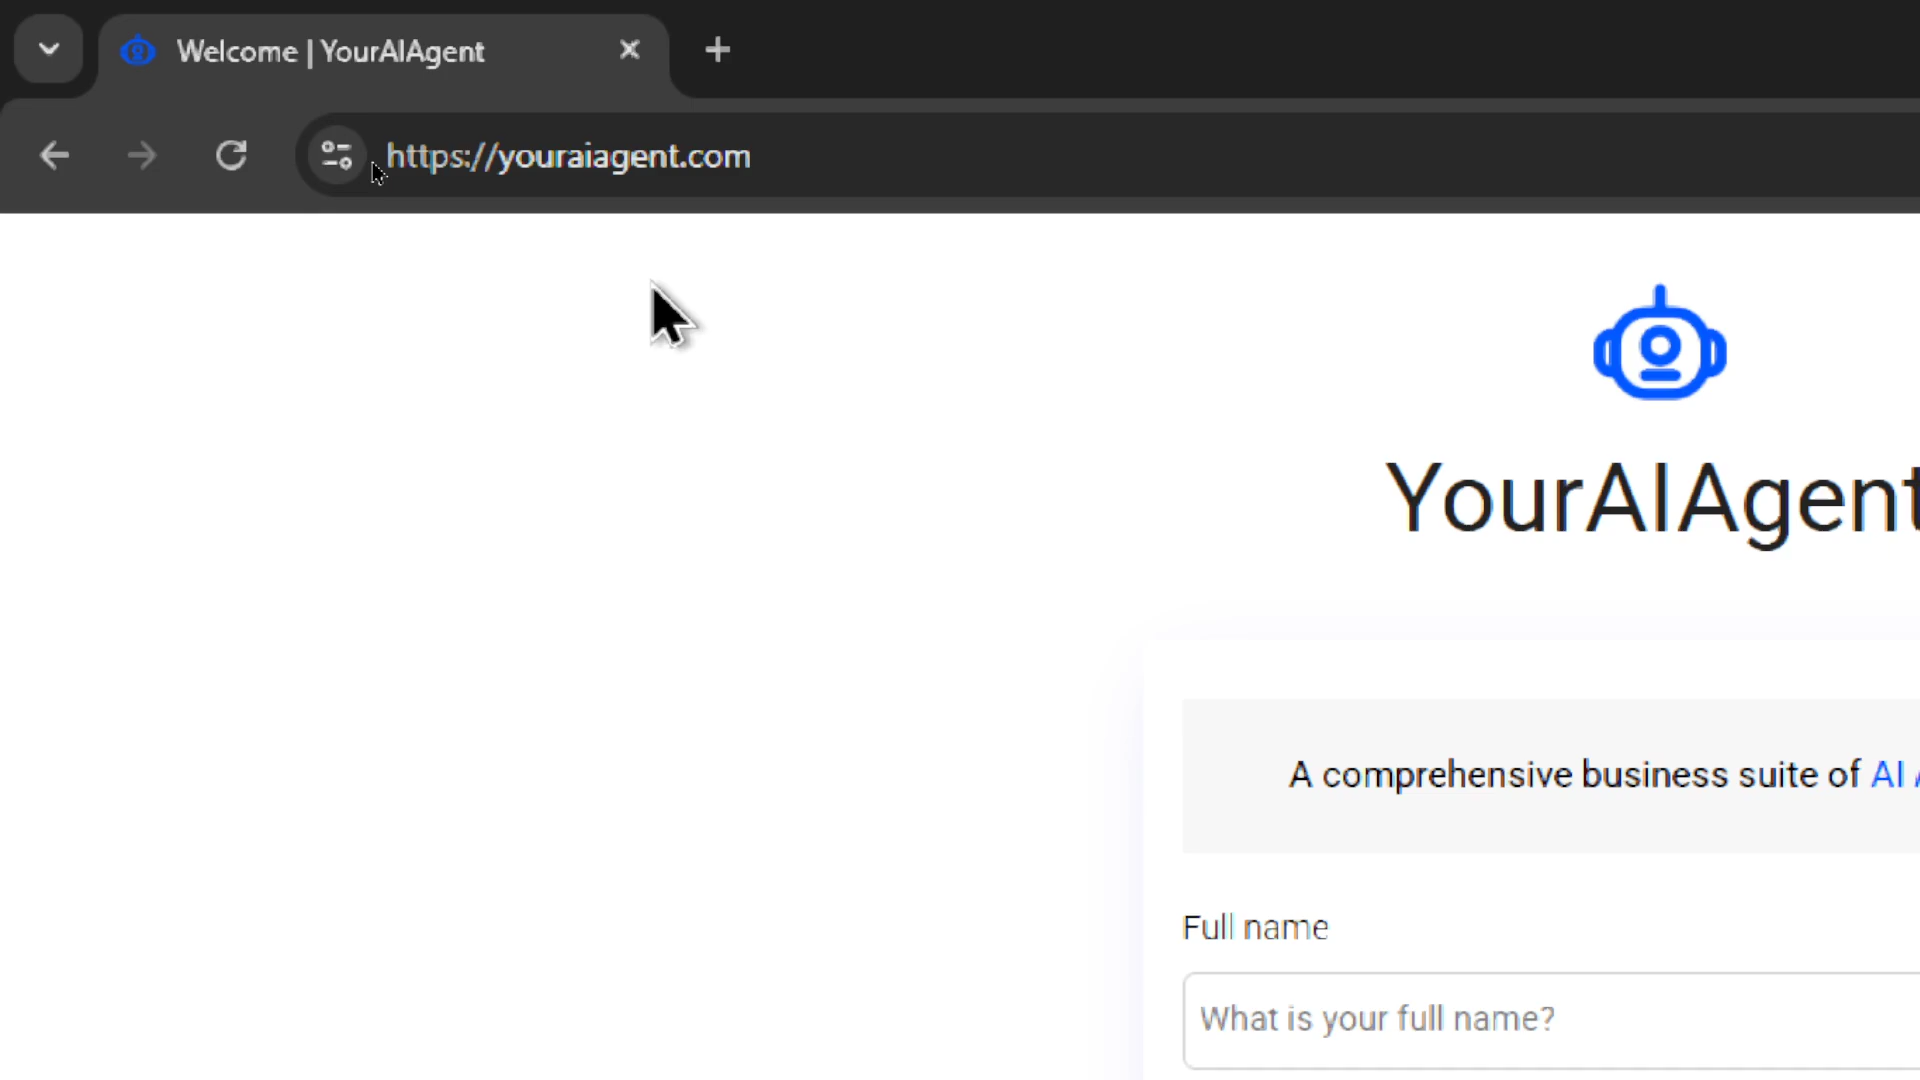 Welcome | YourAIAgent
https://youraiagent.com
YourAIAgent
A comprehensive business suite of AI
Full name
What is your full name?